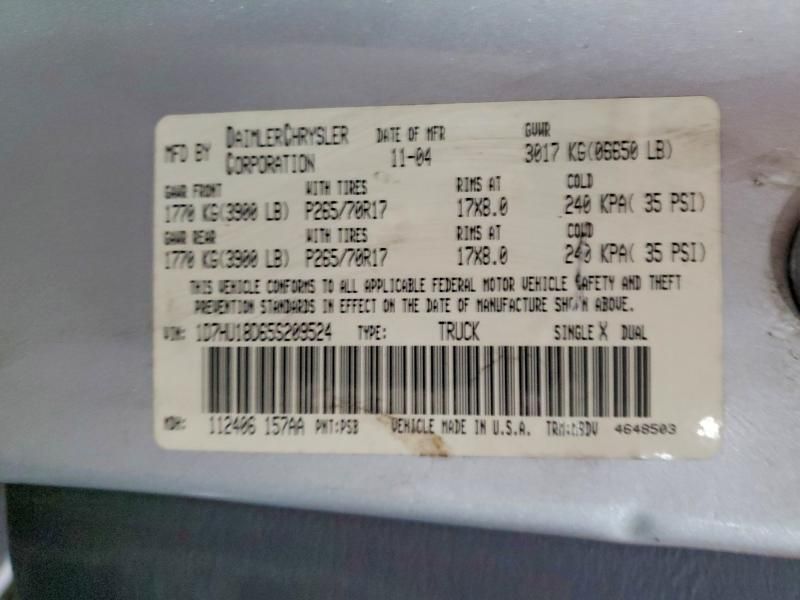 MFD BY DAIMLERCHRYSLER CORPORATION DATE OF MFR 11-04 GVWR 3017 KG(06650 LB)
GAWR FRONT WITH TIRES RIMS AT COLD
1770 KG(3900 LB) P265/70R17 17X8.0 240 KPA( 35 PSI)
GAWR REAR WITH TIRES RIMS AT COLD
1770 KG(3900 LB) P265/70R17 17X8.0 240 KPA( 35 PSI)
THIS VEHICLE CONFORMS TO ALL APPLICABLE FEDERAL MOTOR VEHICLE SAFETY AND THEFT
PREVENTION STANDARDS IN EFFECT ON THE DATE OF MANUFACTURE SHOWN ABOVE.
VIN: 1D7HU18D65S209524 TYPE: TRUCK SINGLE X DUAL
MDH: 112406 157AA PNT:PSB VEHICLE MADE IN U.S.A. TRM:M9DV 4648503